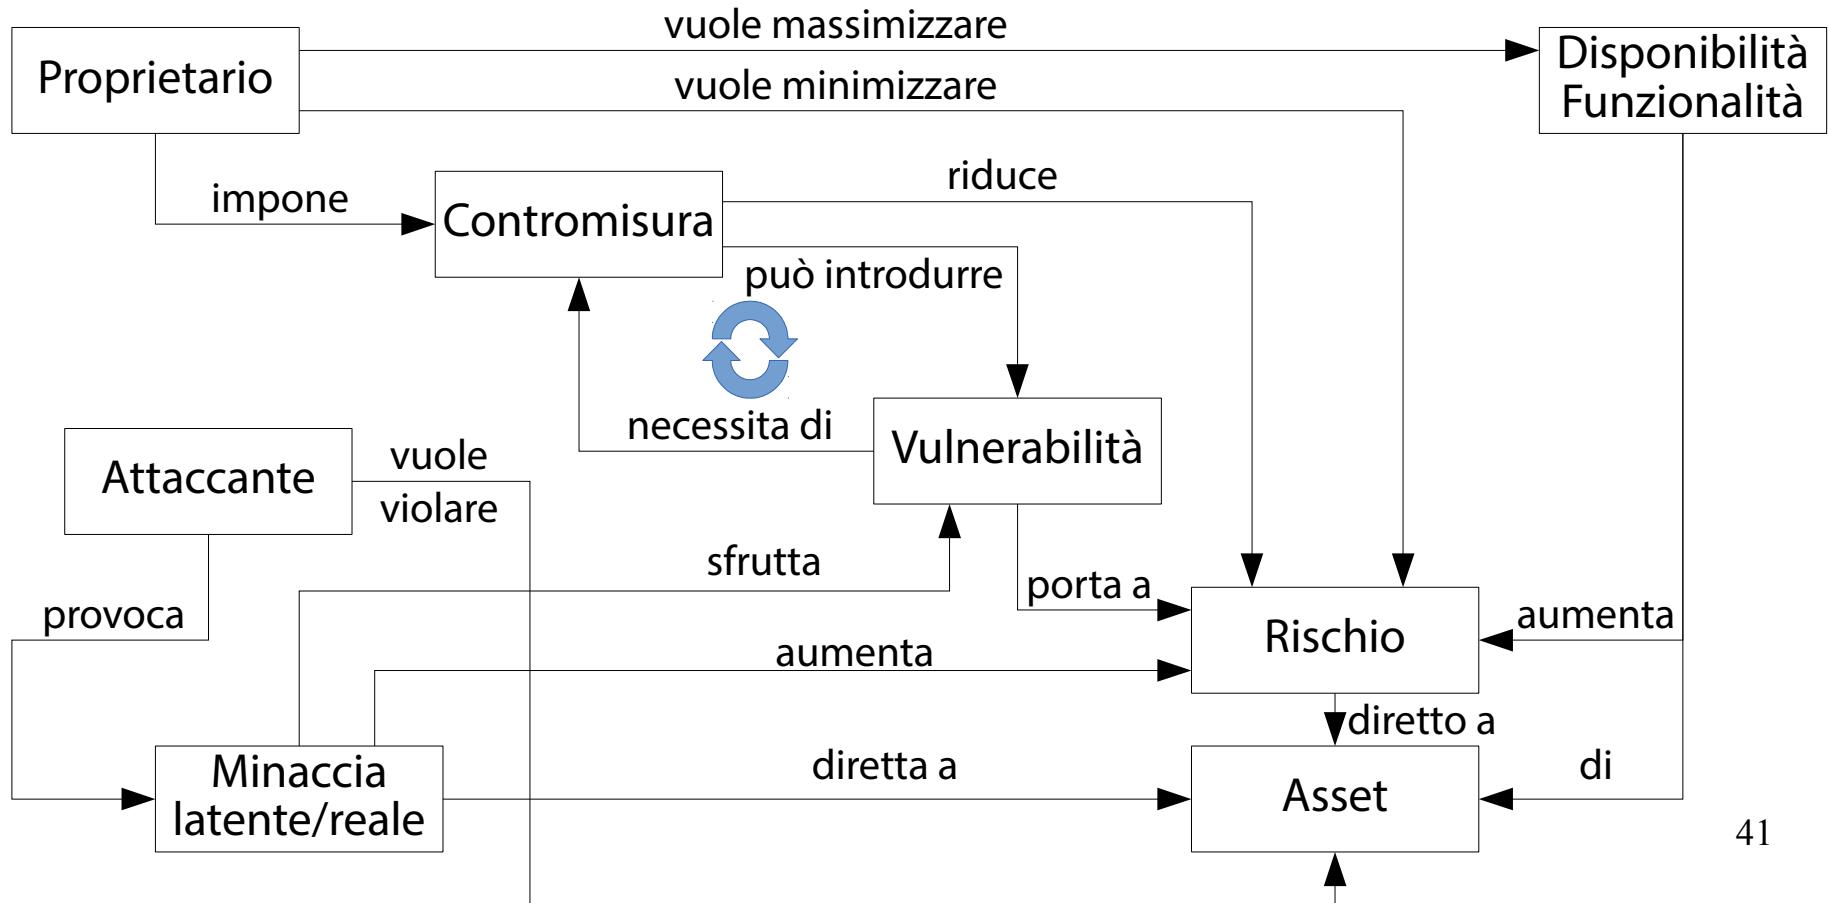 vuole massimizzare
Proprietario
Disponibilità
Funzionalità
vuole minimizzare
riduce
impone
Contromisura
può introdurre
necessita di
Vulnerabilità
Attaccante
vuole
violare
sfrutta
porta a
provoca
Rischio
aumenta
aumenta
diretto a
Minaccia
latente/reale
diretta a
Asset
di
41